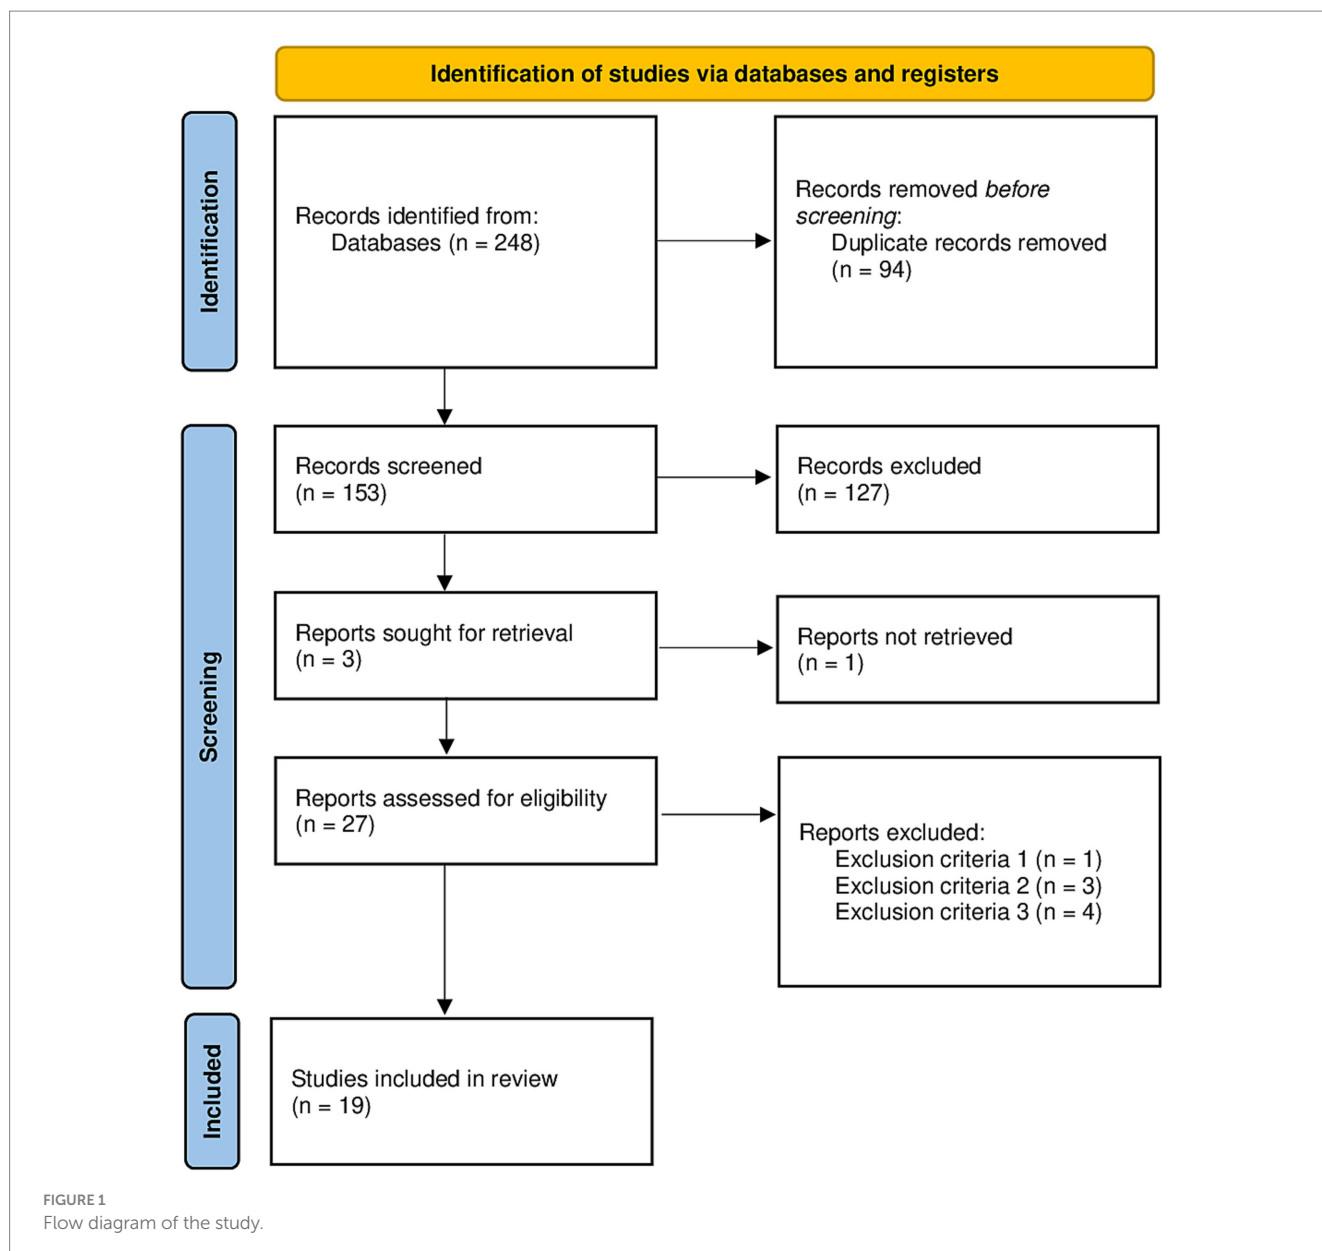 Identification of studies via databases and registers
Identification
Records identified from:
Databases (n = 248)
Records removed before
screening:
Duplicate records removed
(n = 94)
Screening
Records screened
(n = 153)
Records excluded
(n = 127)
Reports sought for retrieval
(n = 3)
Reports not retrieved
(n = 1)
Reports assessed for eligibility
(n = 27)
Reports excluded:
Exclusion criteria 1 (n = 1)
Exclusion criteria 2 (n = 3)
Exclusion criteria 3 (n = 4)
Included
Studies included in review
(n = 19)
FIGURE 1
Flow diagram of the study.